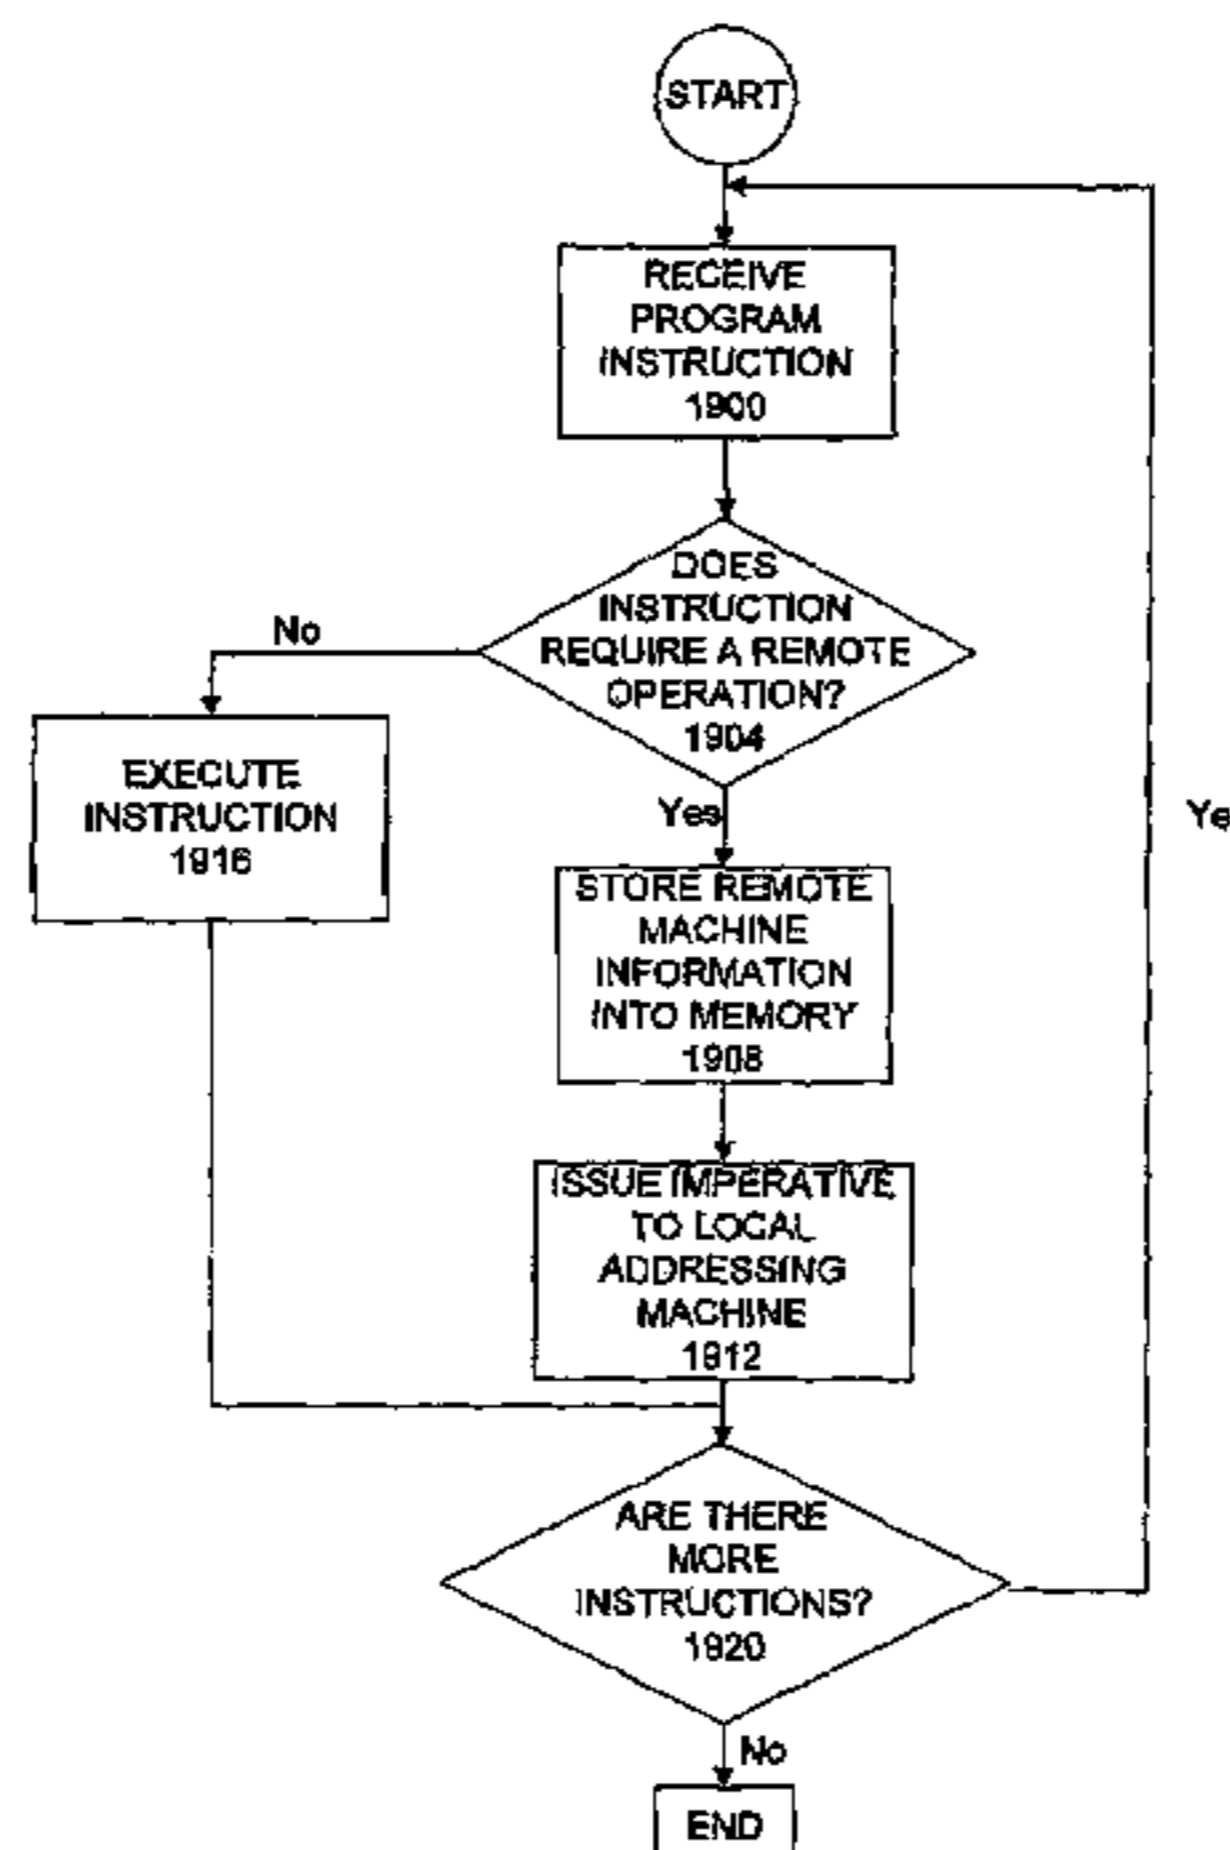 START
RECEIVE
PROGRAM
INSTRUCTION
1900
DOES
INSTRUCTION
REQUIRE A REMOTE
OPERATION?
1904
No
EXECUTE
INSTRUCTION
1916
Yes
Ye
STORE REMOTE
MACHINE
INFORMATION
INTO MEMORY
1908
ISSUE IMPERATIVE
TO LOCAL
ADDRESSING
MACHINE
1912
ARE THERE
MORE
INSTRUCTIONS?
1920
No
END